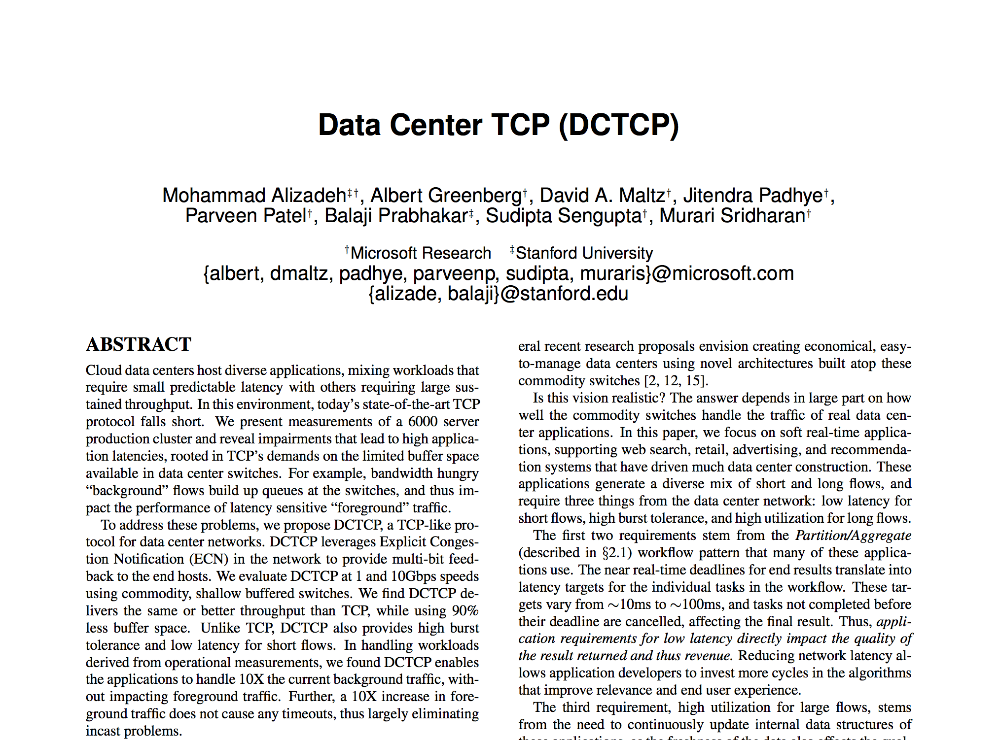 Data Center TCP (DCTCP)
Mohammad Alizadeh‡†, Albert Greenberg†, David A. Maltz†, Jitendra Padhye†,
Parveen Patel†, Balaji Prabhakar‡, Sudipta Sengupta†, Murari Sridharan†
†Microsoft Research ‡Stanford University
{albert, dmaltz, padhye, parveenp, sudipta, muraris}@microsoft.com
{alizade, balaji}@stanford.edu
ABSTRACT
Cloud data centers host diverse applications, mixing workloads that
require small predictable latency with others requiring large sus-
tained throughput. In this environment, today's state-of-the-art TCP
protocol falls short. We present measurements of a 6000 server
production cluster and reveal impairments that lead to high applica-
tion latencies, rooted in TCP's demands on the limited buffer space
available in data center switches. For example, bandwidth hungry
“background” flows build up queues at the switches, and thus im-
pact the performance of latency sensitive “foreground” traffic.
To address these problems, we propose DCTCP, a TCP-like pro-
tocol for data center networks. DCTCP leverages Explicit Conges-
tion Notification (ECN) in the network to provide multi-bit feed-
back to the end hosts. We evaluate DCTCP at 1 and 10Gbps speeds
using commodity, shallow buffered switches. We find DCTCP de-
livers the same or better throughput than TCP, while using 90%
less buffer space. Unlike TCP, DCTCP also provides high burst
tolerance and low latency for short flows. In handling workloads
derived from operational measurements, we found DCTCP enables
the applications to handle 10X the current background traffic, with-
out impacting foreground traffic. Further, a 10X increase in fore-
ground traffic does not cause any timeouts, thus largely eliminating
incast problems.
eral recent research proposals envision creating economical, easy-
to-manage data centers using novel architectures built atop these
commodity switches [2, 12, 15].
Is this vision realistic? The answer depends in large part on how
well the commodity switches handle the traffic of real data cen-
ter applications. In this paper, we focus on soft real-time applica-
tions, supporting web search, retail, advertising, and recommenda-
tion systems that have driven much data center construction. These
applications generate a diverse mix of short and long flows, and
require three things from the data center network: low latency for
short flows, high burst tolerance, and high utilization for long flows.
The first two requirements stem from the Partition/Aggregate
(described in §2.1) workflow pattern that many of these applica-
tions use. The near real-time deadlines for end results translate into
latency targets for the individual tasks in the workflow. These tar-
gets vary from ∼10ms to ∼100ms, and tasks not completed before
their deadline are cancelled, affecting the final result. Thus, appli-
cation requirements for low latency directly impact the quality of
the result returned and thus revenue. Reducing network latency al-
lows application developers to invest more cycles in the algorithms
that improve relevance and end user experience.
The third requirement, high utilization for large flows, stems
from the need to continuously update internal data structures of